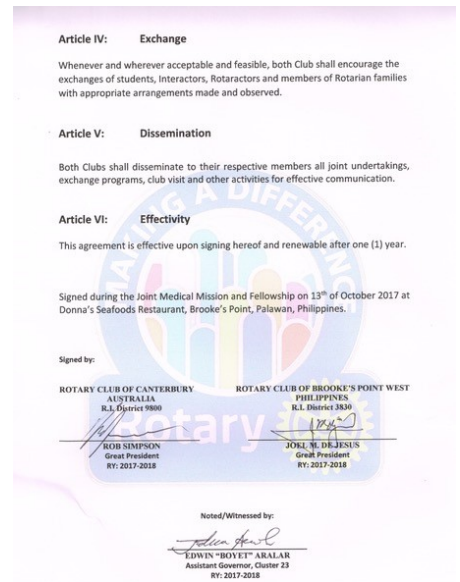 Article IV: Exchange
Whenever and wherever acceptable and feasible, both Club shall encourage the
exchanges of students, Interactors, Rotaractors and members of Rotarian families
with appropriate arrangements made and observed.
Article V: Dissemination
Both Clubs shall disseminate to their respective members all joint undertakings,
exchange programs, club visit and other activities for effective communication.
Article VI: Effectivity
This agreement is effective upon signing hereof and renewable after one (1) year.
Signed during the Joint Medical Mission and Fellowship on 13th of October 2017 at
Donna's Seafoods Restaurant, Brooke's Point, Palawan, Philippines.
Signed by:
ROTARY CLUB OF CANTERBURY
AUSTRALIA
R.I. District 9800
ROB SIMPSON
Great President
RY: 2017-2018
ROTARY CLUB OF BROOKE'S POINT WEST
PHILIPPINES
R.I. District 3830
JOEL M. DE JESUS
Great President
RY: 2017-2018
Noted/Witnessed by:
EDWIN "BOYET" ARALAR
Assistant Governor, Cluster 23
RY: 2017-2018
MAKING A DIFFERENCE
Rotary